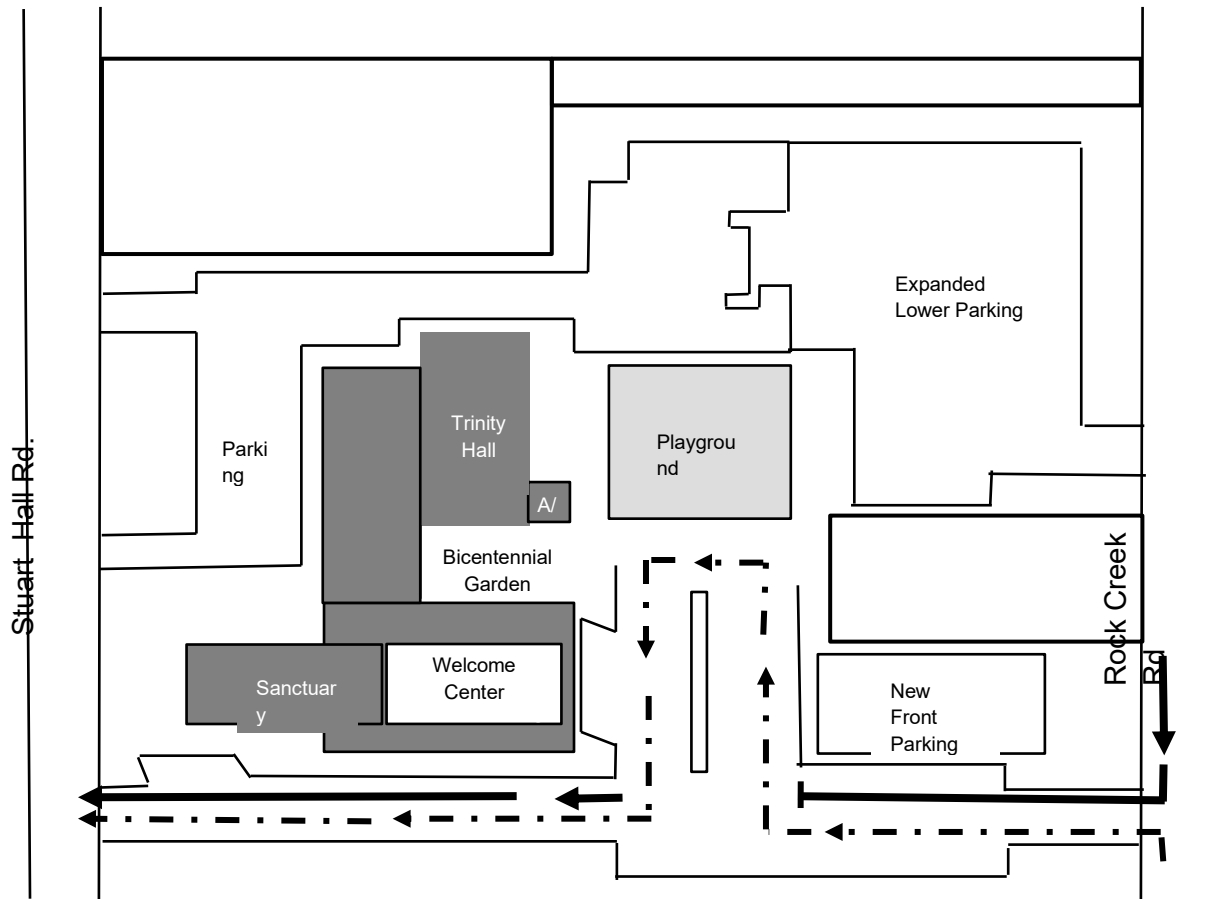 Expanded
Lower Parking
Trinity
Hall
Parki
ng
Playgrou
nd
A/
Stuart Hall Rd.
Bicentennial
Garden
Rock Creek
Rd
Welcome
Center
Sanctuar
y
New
Front
Parking